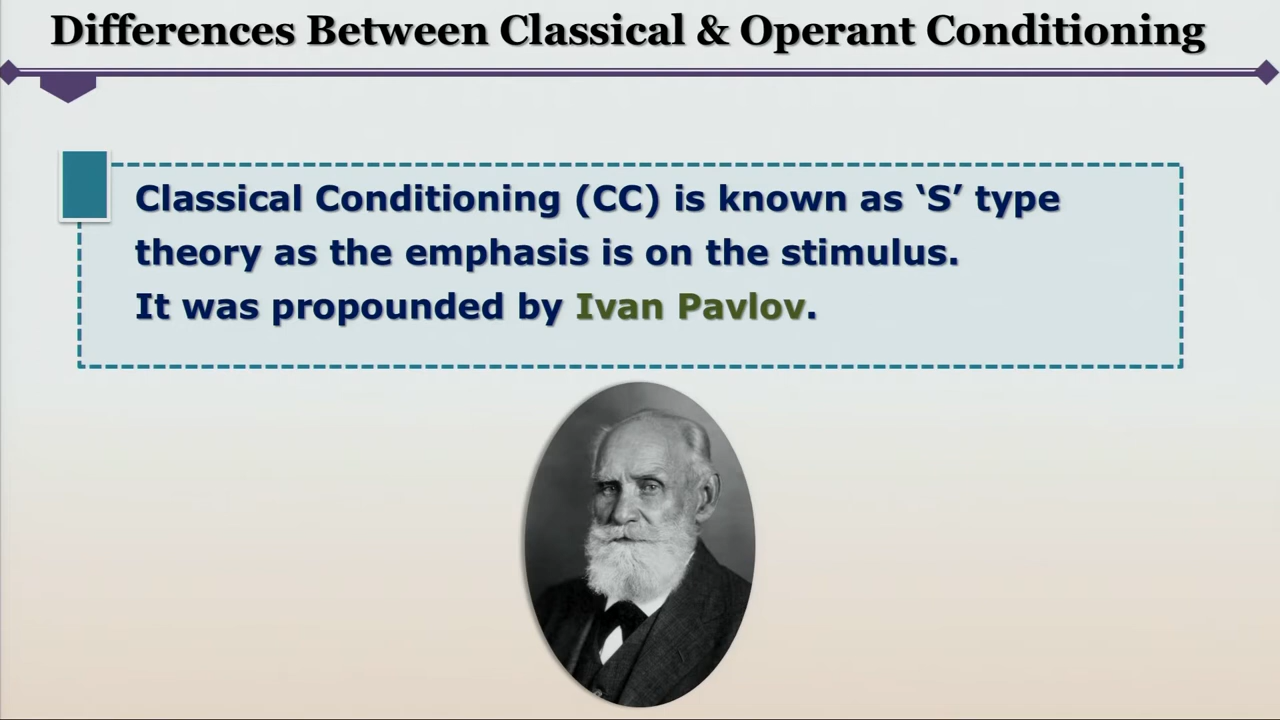 Differences Between Classical & Operant Conditioning
Classical Conditioning (CC) is known as ‘S’ type
theory as the emphasis is on the stimulus.
It was propounded by Ivan Pavlov.